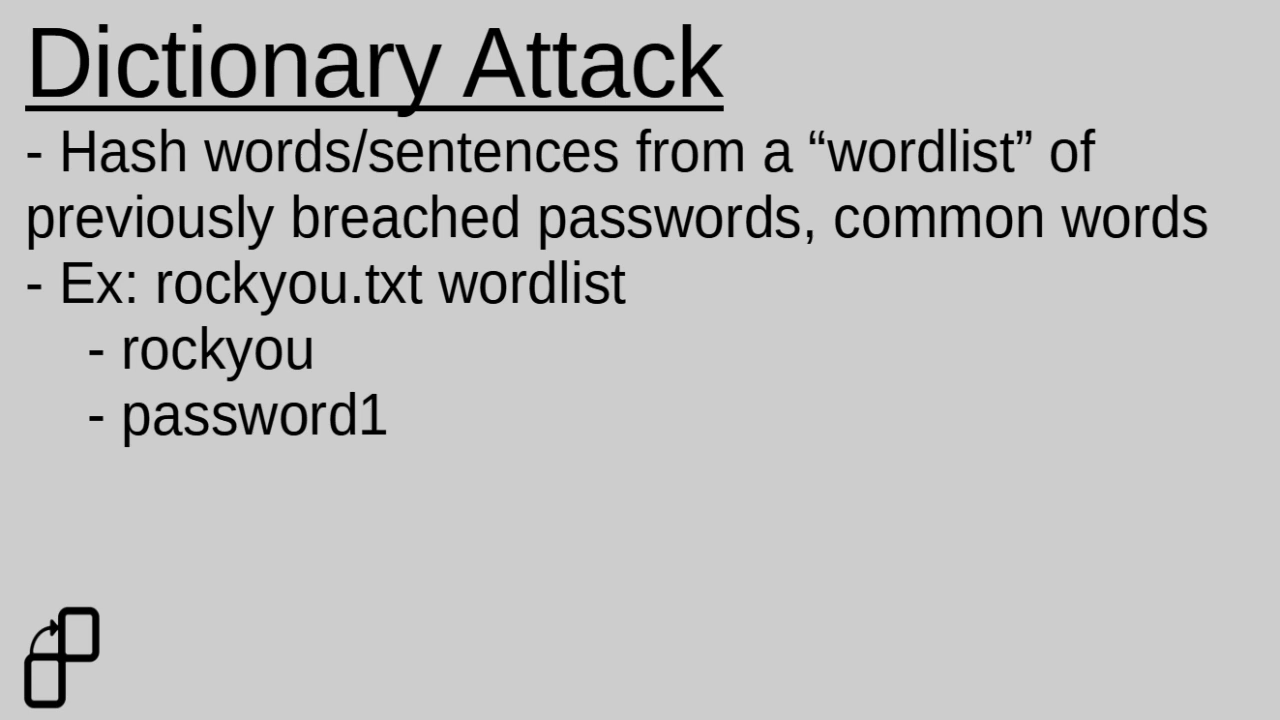 Dictionary Attack
- Hash words/sentences from a “wordlist” of
previously breached passwords, common words
- Ex: rockyou.txt wordlist
- rockyou
- password1